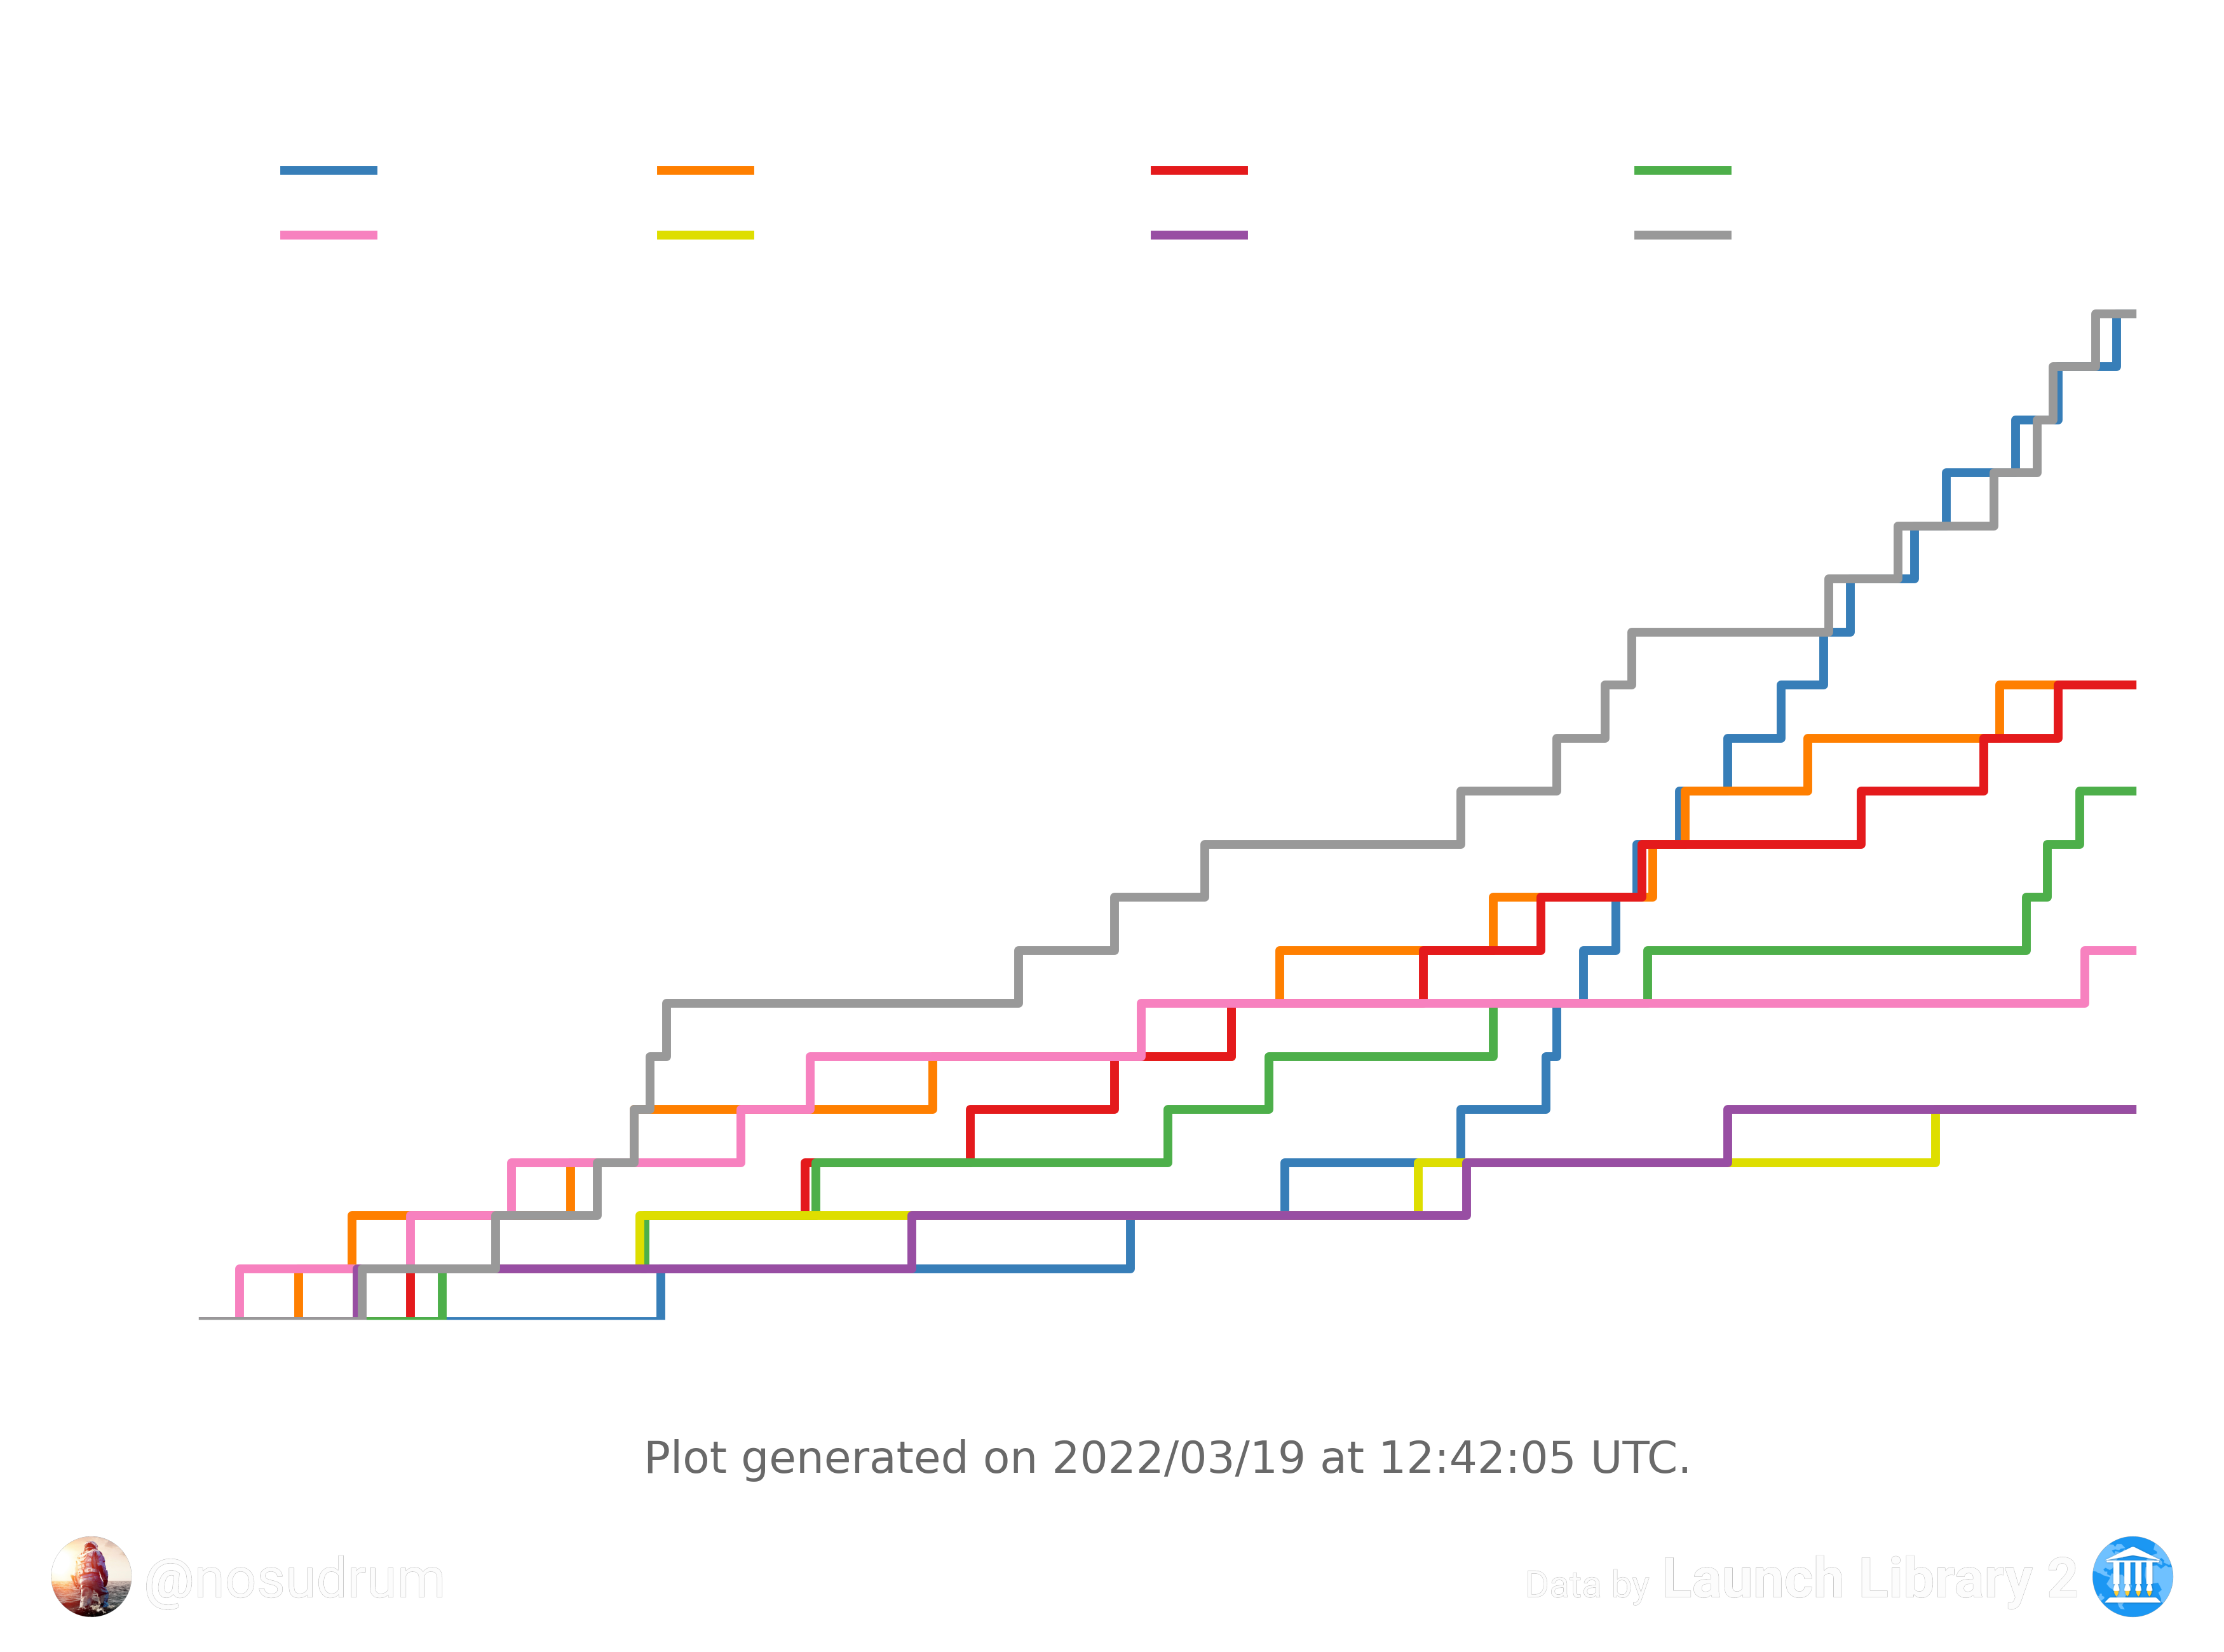 Plot generated on 2022/03/19 at 12:42:05 UTC.
@nosudrum
Data by Launch Library 2